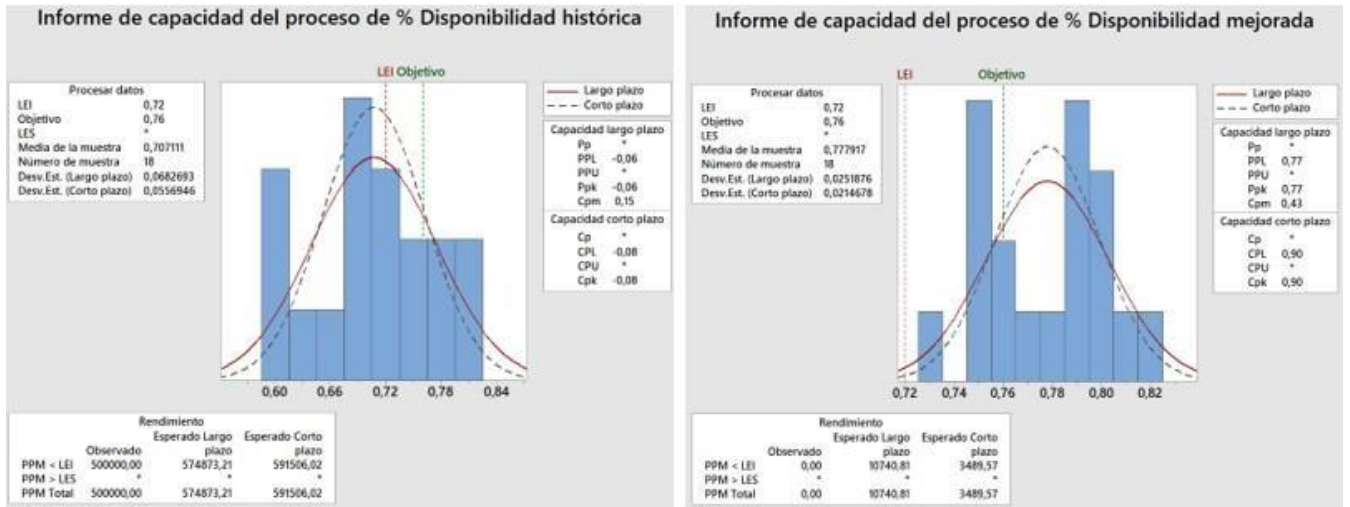 Informe de capacidad del proceso de % Disponibilidad histórica
LEI Objetivo
Procesar datos
LEI 0,72
Objetivo 0,76
LES *
Media de la muestra 0,707111
Número de muestra 18
Desv.Est. (Largo plazo) 0,0682693
Desv.Est. (Corto plazo) 0,0556946
Largo plazo
Corto plazo
Capacidad largo plazo
Pp *
PPL -0,06
PPU *
Ppk -0,06
Cpm 0,15
Capacidad corto plazo
Cp *
CPL -0,08
CPU *
Cpk -0,08
0,60 0,66 0,72 0,78 0,84
Rendimiento
Esperado Largo Esperado Corto
Observado plazo plazo
PPM < LEI 500000,00 574873,21 591506,02
PPM > LES * * *
PPM Total 500000,00 574873,21 591506,02
Informe de capacidad del proceso de % Disponibilidad mejorada
LEI Objetivo
Procesar datos
LEI 0,72
Objetivo 0,76
LES *
Media de la muestra 0,777917
Número de muestra 18
Desv.Est. (Largo plazo) 0,0251876
Desv.Est. (Corto plazo) 0,0214678
Largo plazo
Corto plazo
Capacidad largo plazo
Pp *
PPL 0,77
PPU *
Ppk 0,77
Cpm 0,43
Capacidad corto plazo
Cp *
CPL 0,90
CPU *
Cpk 0,90
0,72 0,74 0,76 0,78 0,80 0,82
Rendimiento
Esperado Largo Esperado Corto
Observado plazo plazo
PPM < LEI 0,00 10740,81 3489,57
PPM > LES * * *
PPM Total 0,00 10740,81 3489,57